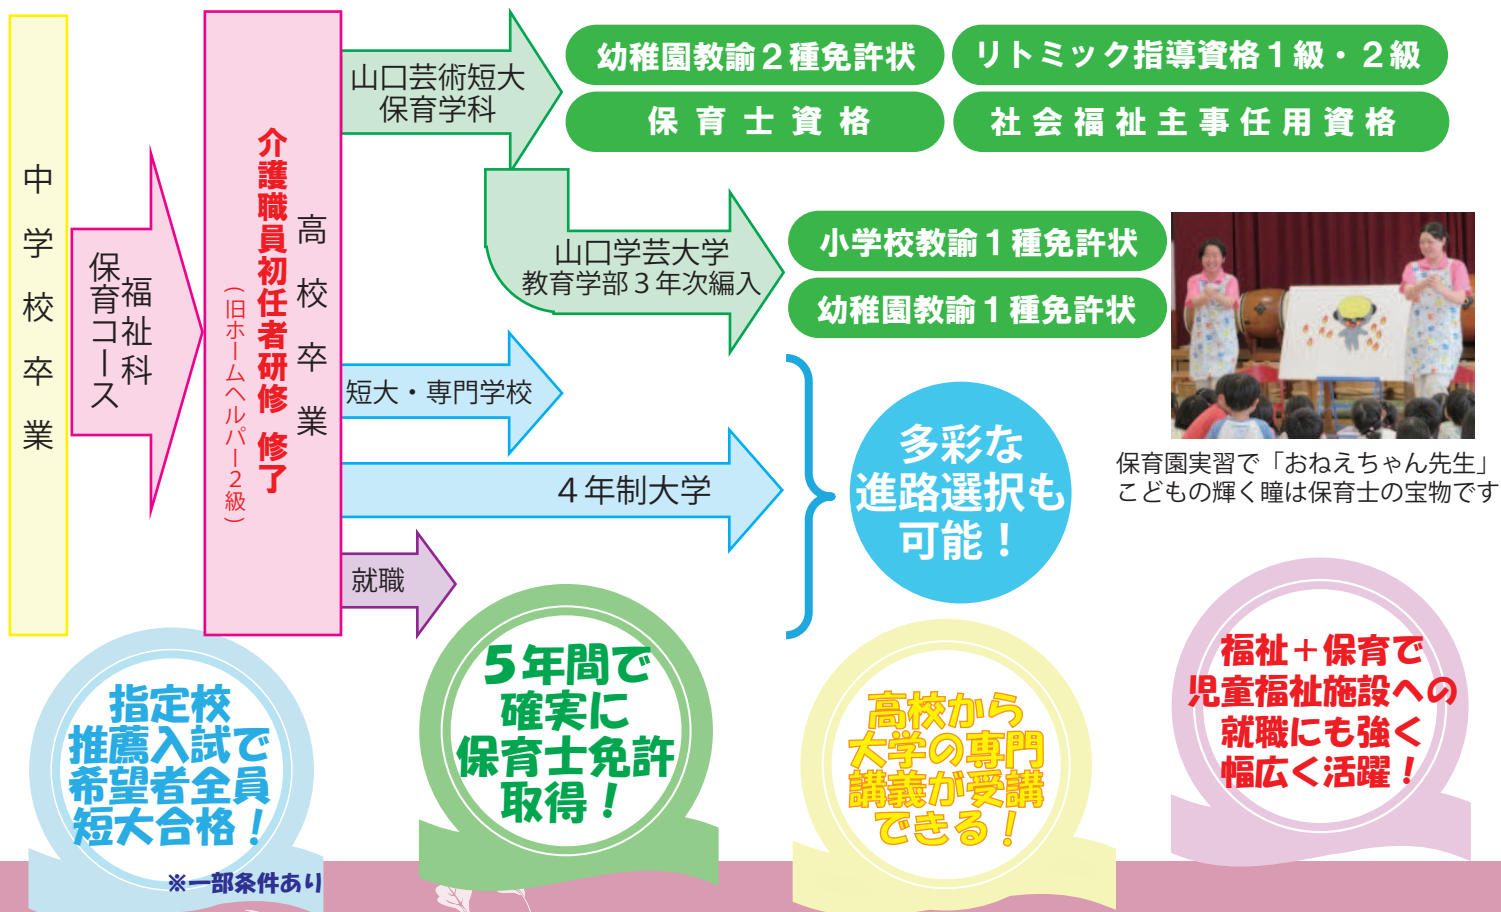 中学校卒業
福祉科
保育コース
高校卒業
介護職員初任者研修 修了
(旧ホームヘルパー2級)
山口芸術短大
保育学科
幼稚園教諭2種免許状
リトミック指導資格1級・2級
保育士資格
社会福祉主事任用資格
山口学芸大学
教育学部3年次編入
小学校教諭1種免許状
幼稚園教諭1種免許状
短大・専門学校
4年制大学
就職
多彩な
進路選択も
可能!
保育園実習で「おねえちゃん先生」
こどもの輝く瞳は保育士の宝物です
指定校
推薦入試で
希望者全員
短大合格!
※一部条件あり
5年間で
確実に
保育士免許
取得!
高校から
大学の専門
講義が受講
できる!
福祉+保育で
児童福祉施設への
就職にも強く
幅広く活躍!